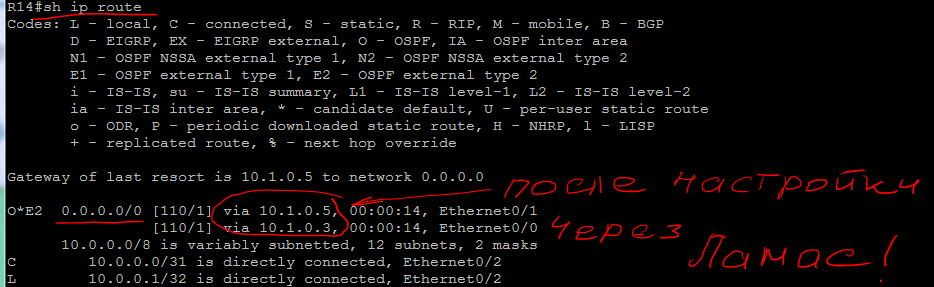 R14#sh ip route
Codes: L - local, C - connected, S - static, R - RIP, M - mobile, B - BGP
D - EIGRP, EX - EIGRP external, O - OSPF, IA - OSPF inter area
N1 - OSPF NSSA external type 1, N2 - OSPF NSSA external type 2
E1 - OSPF external type 1, E2 - OSPF external type 2
i - IS-IS, su - IS-IS summary, L1 - IS-IS level-1, L2 - IS-IS level-2
ia - IS-IS inter area, * - candidate default, U - per-user static route
o - ODR, P - periodic downloaded static route, H - NHRP, l - LISP
+ - replicated route, % - next hop override
Gateway of last resort is 10.1.0.5 to network 0.0.0.0
O*E2 0.0.0.0/0 [110/1] via 10.1.0.5, 00:00:14, Ethernet0/1
[110/1] via 10.1.0.3, 00:00:14, Ethernet0/0
10.0.0.0/8 is variably subnetted, 12 subnets, 2 masks
C 10.0.0.0/31 is directly connected, Ethernet0/2
L 10.0.0.1/32 is directly connected, Ethernet0/2
после настройки
через
Ламас!